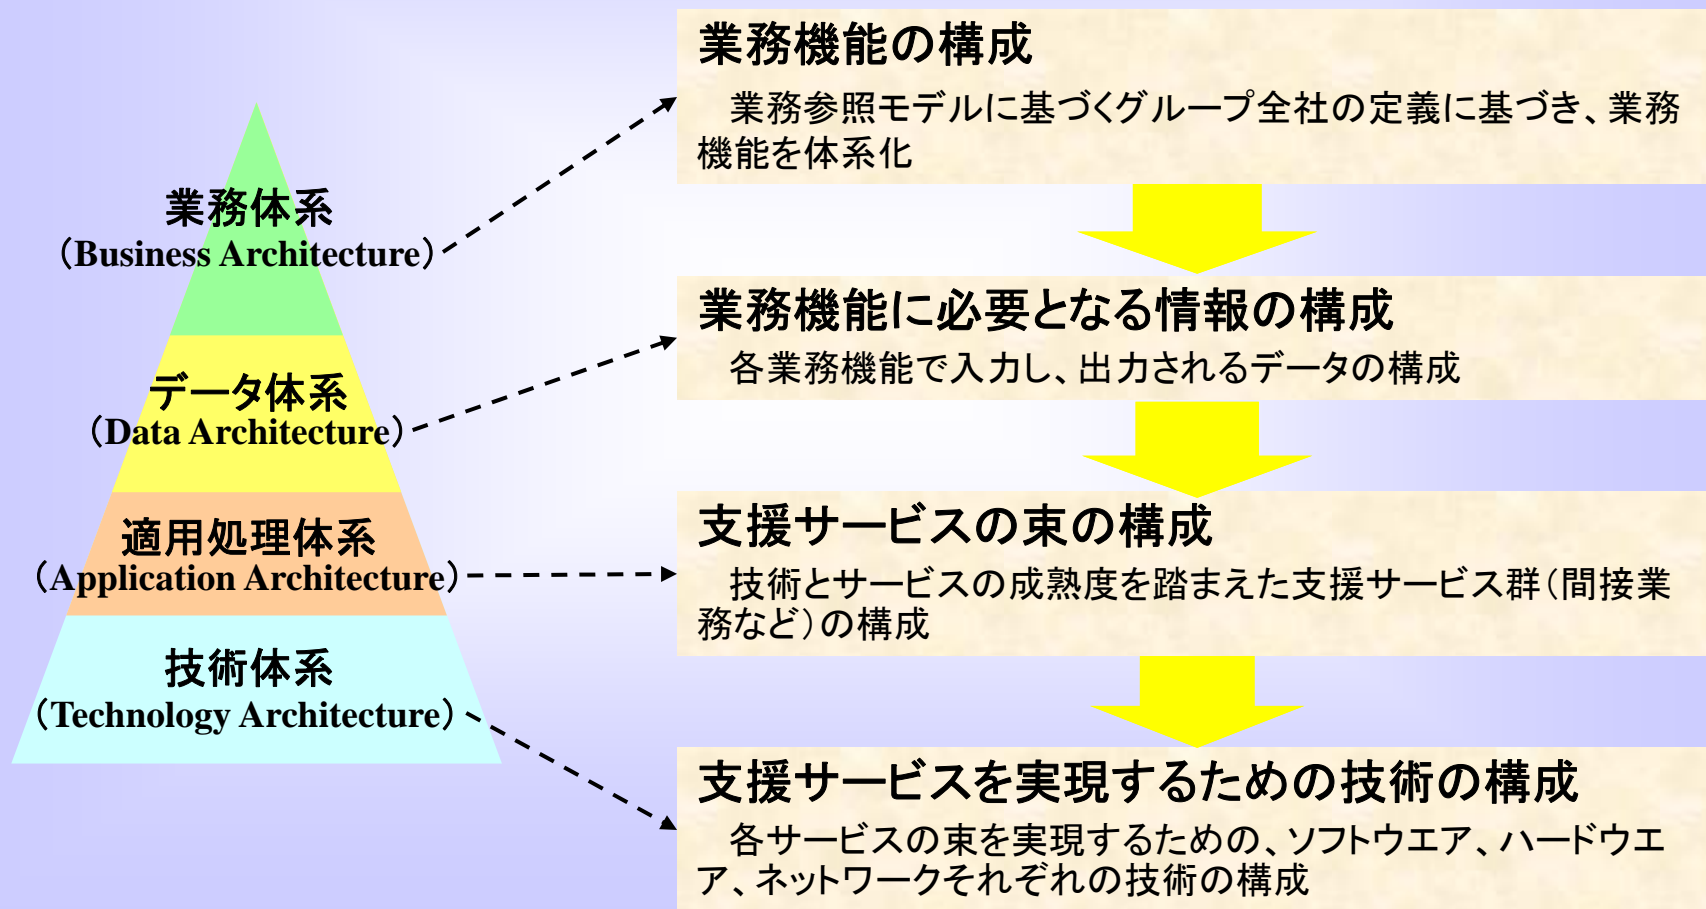 業務体系
（Business Architecture）
データ体系
（Data Architecture）
適用処理体系
（Application Architecture）
技術体系
（Technology Architecture）
業務機能の構成
業務参照モデルに基づくグループ全社の定義に基づき、業務
機能を体系化
業務機能に必要となる情報の構成
各業務機能で入力し、出力されるデータの構成
支援サービスの束の構成
技術とサービスの成熟度を踏まえた支援サービス群（間接業
務など）の構成
支援サービスを実現するための技術の構成
各サービスの束を実現するための、ソフトウエア、ハードウエ
ア、ネットワークそれぞれの技術の構成